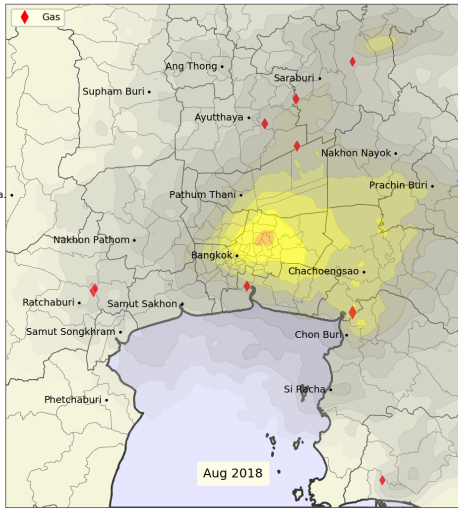 Gas
Ang Thong
Saraburi
Supham Buri
Ayutthaya
Nakhon Nayok
Prachin Buri
Pathum Thani
a.
Nakhon Pathom
Bangkok
Chachoengsao
Ratchaburi
Samut Sakhon
Samut Songkhram
Chon Buri
Si Racha
Phetchaburi
Aug 2018